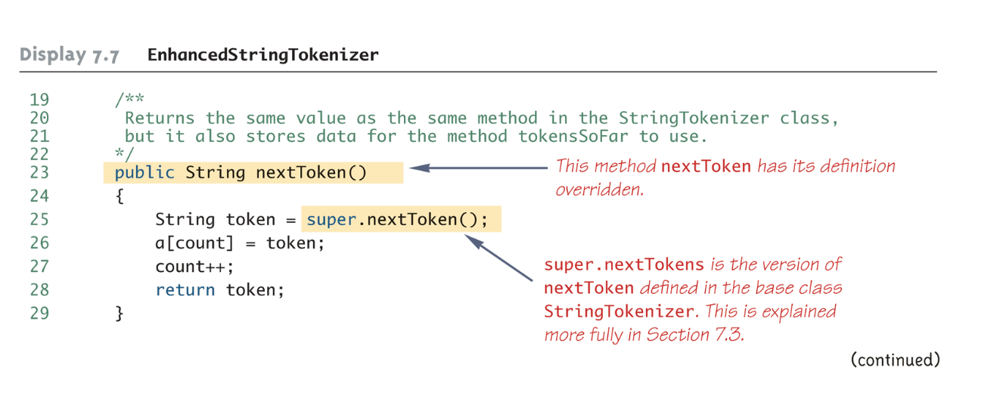 Display 7.7 EnhancedStringTokenizer
19 /**
20 Returns the same value as the same method in the StringTokenizer class,
21 but it also stores data for the method tokensSoFar to use.
22 */
23 public String nextToken()
This method nextToken has its definition
overridden.
24 {
25 String token = super.nextToken();
26 a[count] = token;
27 count++;
28 return token;
29 }
super.nextTokens is the version of
nextToken defined in the base class
StringTokenizer. This is explained
more fully in Section 7.3.
(continued)